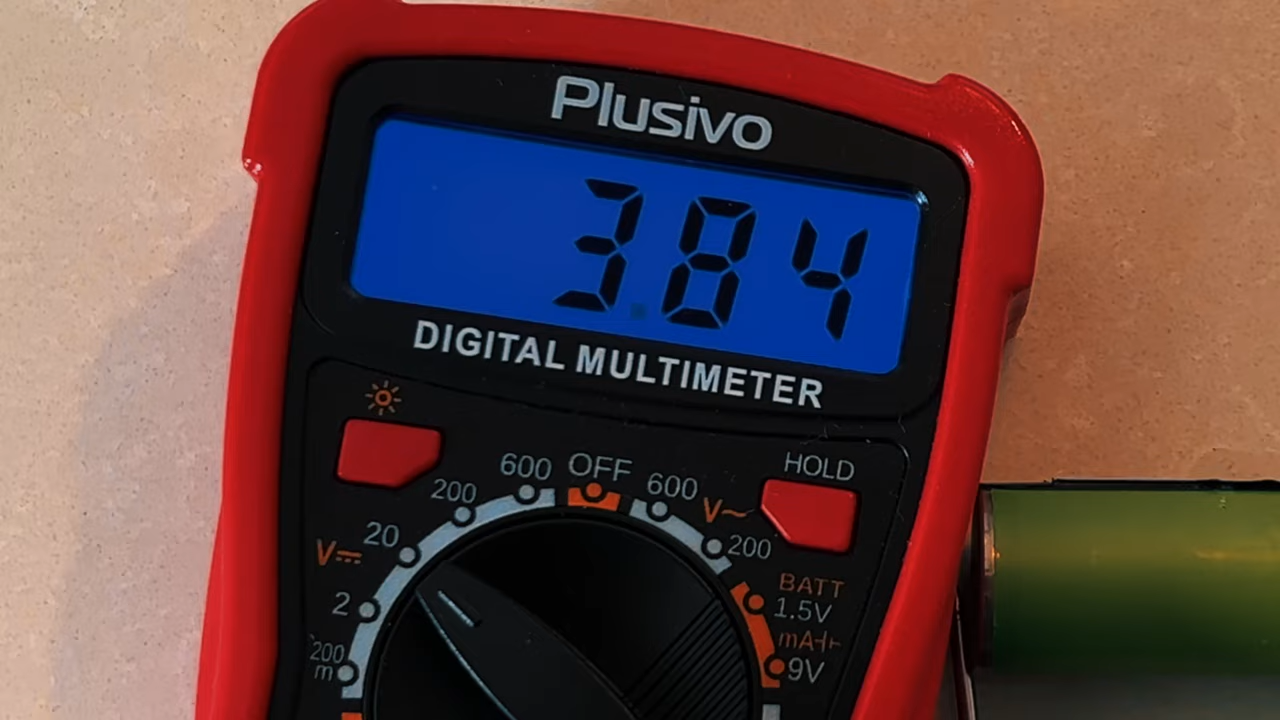 Plusivo
3.84
DIGITAL MULTIMETER
HOLD
600 OFF 600
200 V~
20 200
V⎓ BATT
2 1.5V
mA
200 9V
m